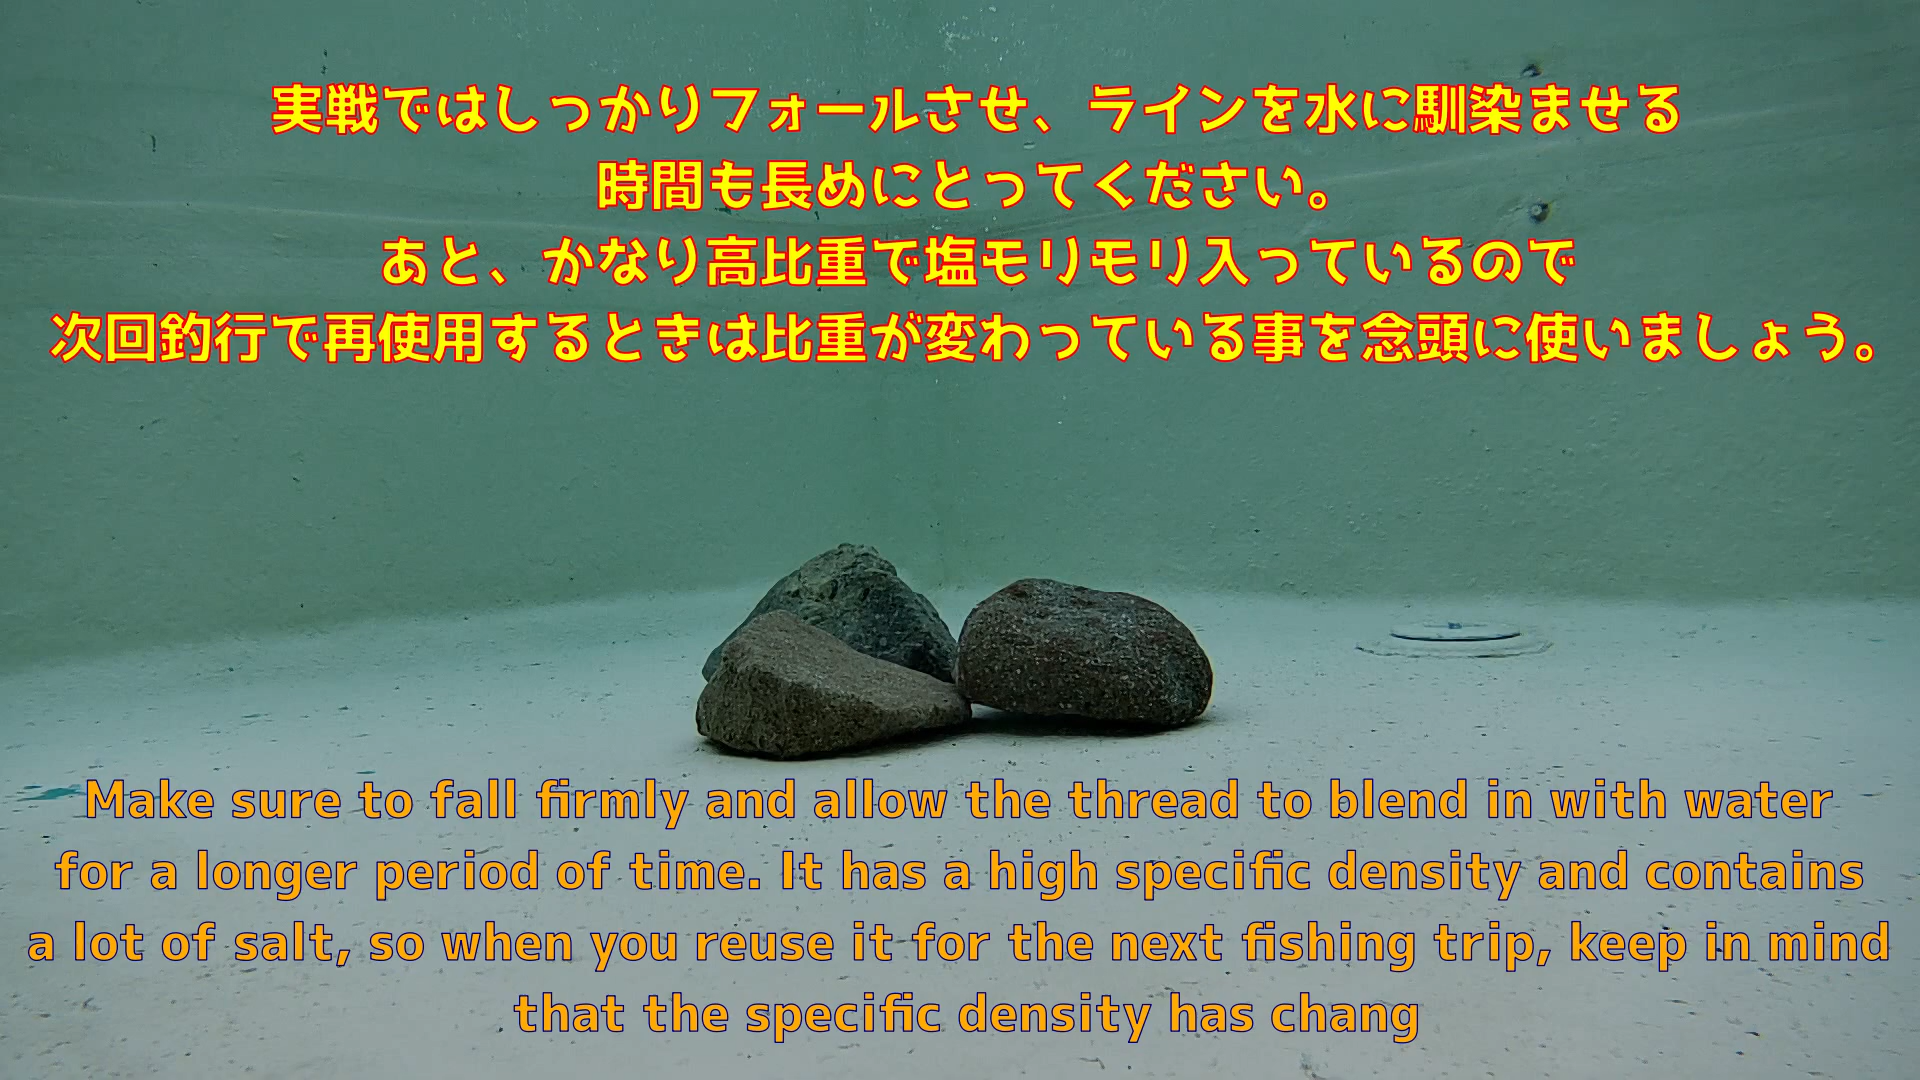 実戦ではしっかりフォールさせ、ラインを水に馴染ませる
時間も長めにとってください。
あと、かなり高比重で塩モリモリ入っているので
次回釣行で再使用するときは比重が変わっている事を念頭に使いましょう。
Make sure to fall firmly and allow the thread to blend in with water
for a longer period of time. It has a high specific density and contains
a lot of salt, so when you reuse it for the next fishing trip, keep in mind
that the specific density has chang